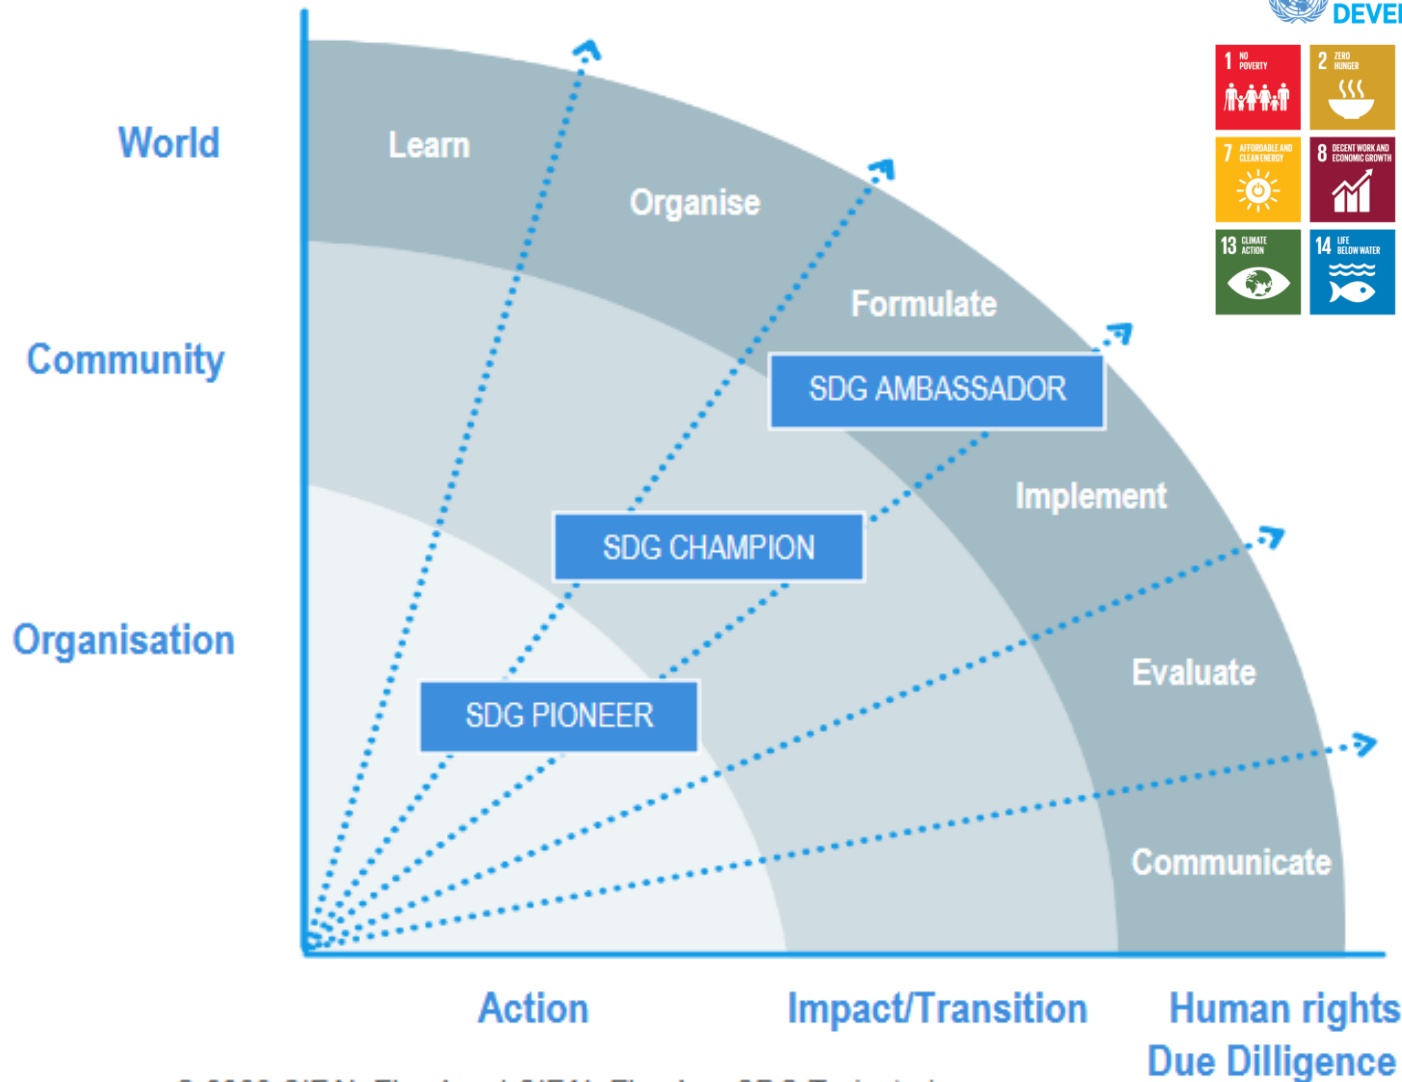 DEVEL
1 NO POVERTY
2 ZERO HUNGER
7 AFFORDABLE AND CLEAN ENERGY
8 DECENT WORK AND ECONOMIC GROWTH
13 CLIMATE ACTION
14 LIFE BELOW WATER
World
Learn
Organise
Formulate
Community
SDG AMBASSADOR
Implement
SDG CHAMPION
Organisation
Evaluate
SDG PIONEER
Communicate
Action
Impact/Transition
Human rights
Due Dilligence